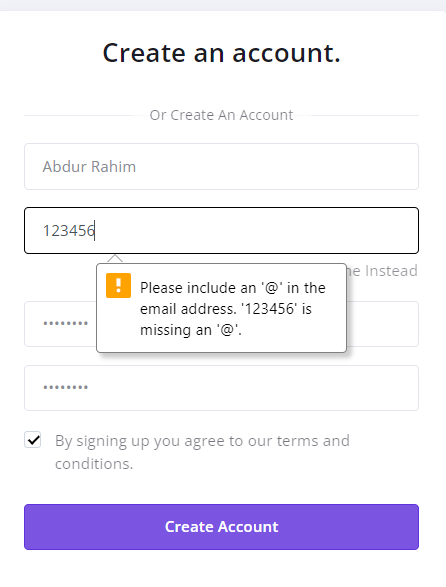 Create an account.
Or Create An Account
Abdur Rahim
123456
Instead
Please include an '@' in the
email address. '123456' is
missing an '@'.
By signing up you agree to our terms and
conditions.
Create Account